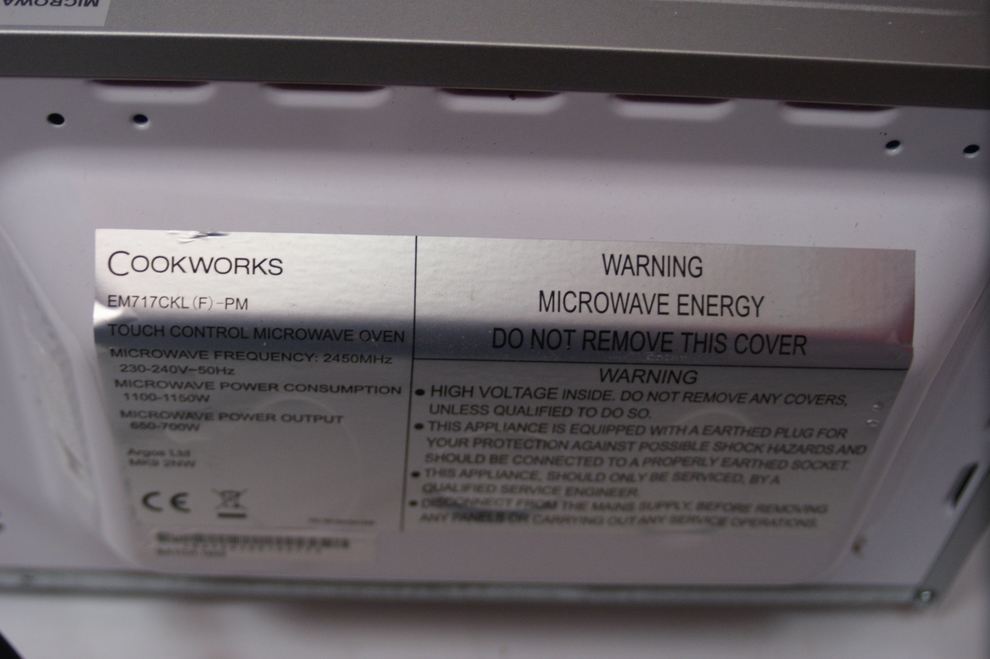 MICROWA
COOKWORKS
EM717CKL(F)-PM
TOUCH CONTROL MICROWAVE OVEN
MICROWAVE FREQUENCY: 2450MHz
230-240V~50Hz
MICROWAVE POWER CONSUMPTION
1100-1150W
MICROWAVE POWER OUTPUT
650-700W
Argos Ltd
MK9 2NW
CE
WARNING
MICROWAVE ENERGY
DO NOT REMOVE THIS COVER
WARNING
● HIGH VOLTAGE INSIDE. DO NOT REMOVE ANY COVERS,
UNLESS QUALIFIED TO DO SO.
● THIS APPLIANCE IS EQUIPPED WITH A EARTHED PLUG FOR
YOUR PROTECTION AGAINST POSSIBLE SHOCK HAZARDS AND
SHOULD BE CONNECTED TO A PROPERLY EARTHED SOCKET.
● THIS APPLIANCE, SHOULD ONLY BE SERVICED, BY A
QUALIFIED SERVICE ENGINEER.
● DISCONNECT FROM THE MAINS SUPPLY, BEFORE REMOVING
ANY PANELS OR CARRYING OUT ANY SERVICE OPERATIONS.